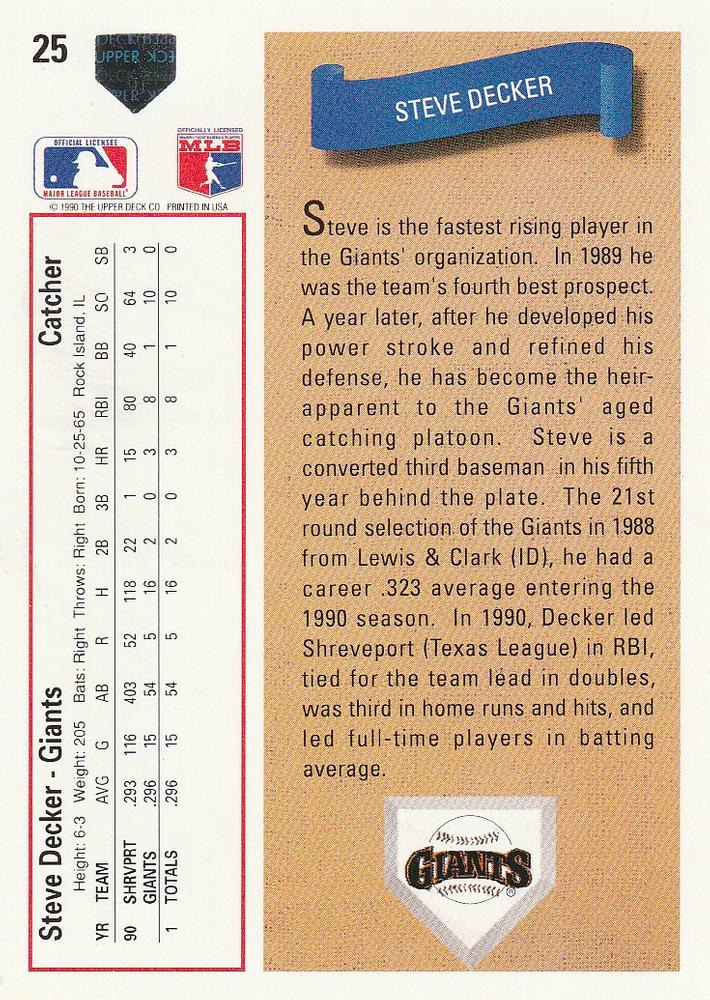 25
UPPER DECK
OFFICIAL LICENSEE
MAJOR LEAGUE BASEBALL
OFFICIALLY LICENSED
MAJOR LEAGUE BASEBALL PLAYERS
MLB
© 1990 THE UPPER DECK CO PRINTED IN USA
Steve Decker - Giants Catcher
Height: 6-3 Weight: 205 Bats: Right Throws: Right Born: 10-25-65 Rock Island, IL
YR TEAM AVG G AB R H 2B 3B HR RBI BB SO SB
90 SHRVPRT .293 116 403 52 118 22 1 15 80 40 64 3
GIANTS .296 15 54 5 16 2 0 3 8 1 10 0
1 TOTALS .296 15 54 5 16 2 0 3 8 1 10 0
STEVE DECKER
Steve is the fastest rising player in
the Giants' organization. In 1989 he
was the team's fourth best prospect.
A year later, after he developed his
power stroke and refined his
defense, he has become the heir-
apparent to the Giants' aged
catching platoon. Steve is a
converted third baseman in his fifth
year behind the plate. The 21st
round selection of the Giants in 1988
from Lewis & Clark (ID), he had a
career .323 average entering the
1990 season. In 1990, Decker led
Shreveport (Texas League) in RBI,
tied for the team lead in doubles,
was third in home runs and hits, and
led full-time players in batting
average.
GIANTS®